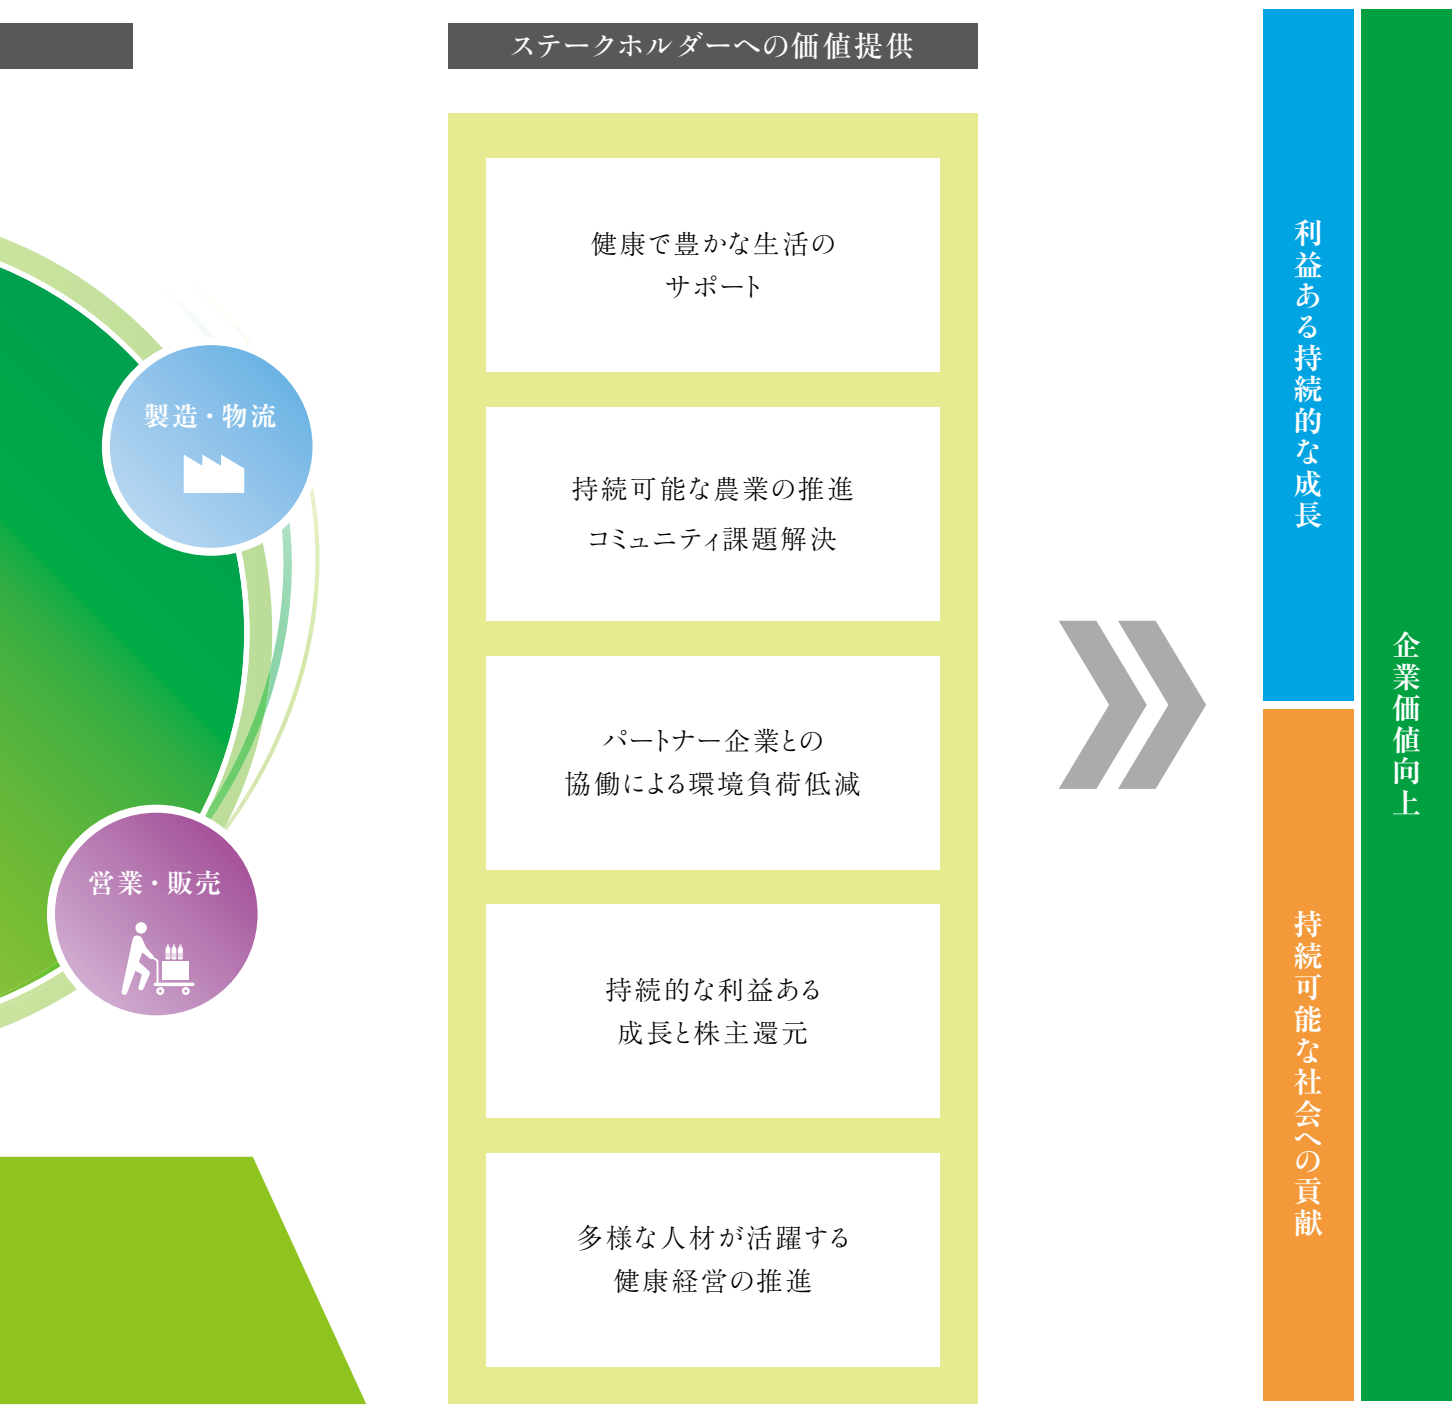 ステークホルダーへの価値提供
製造・物流
営業・販売
健康で豊かな生活の
サポート
持続可能な農業の推進
コミュニティ課題解決
パートナー企業との
協働による環境負荷低減
持続的な利益ある
成長と株主還元
多様な人材が活躍する
健康経営の推進
利益ある持続的な成長
持続可能な社会への貢献
企業価値向上